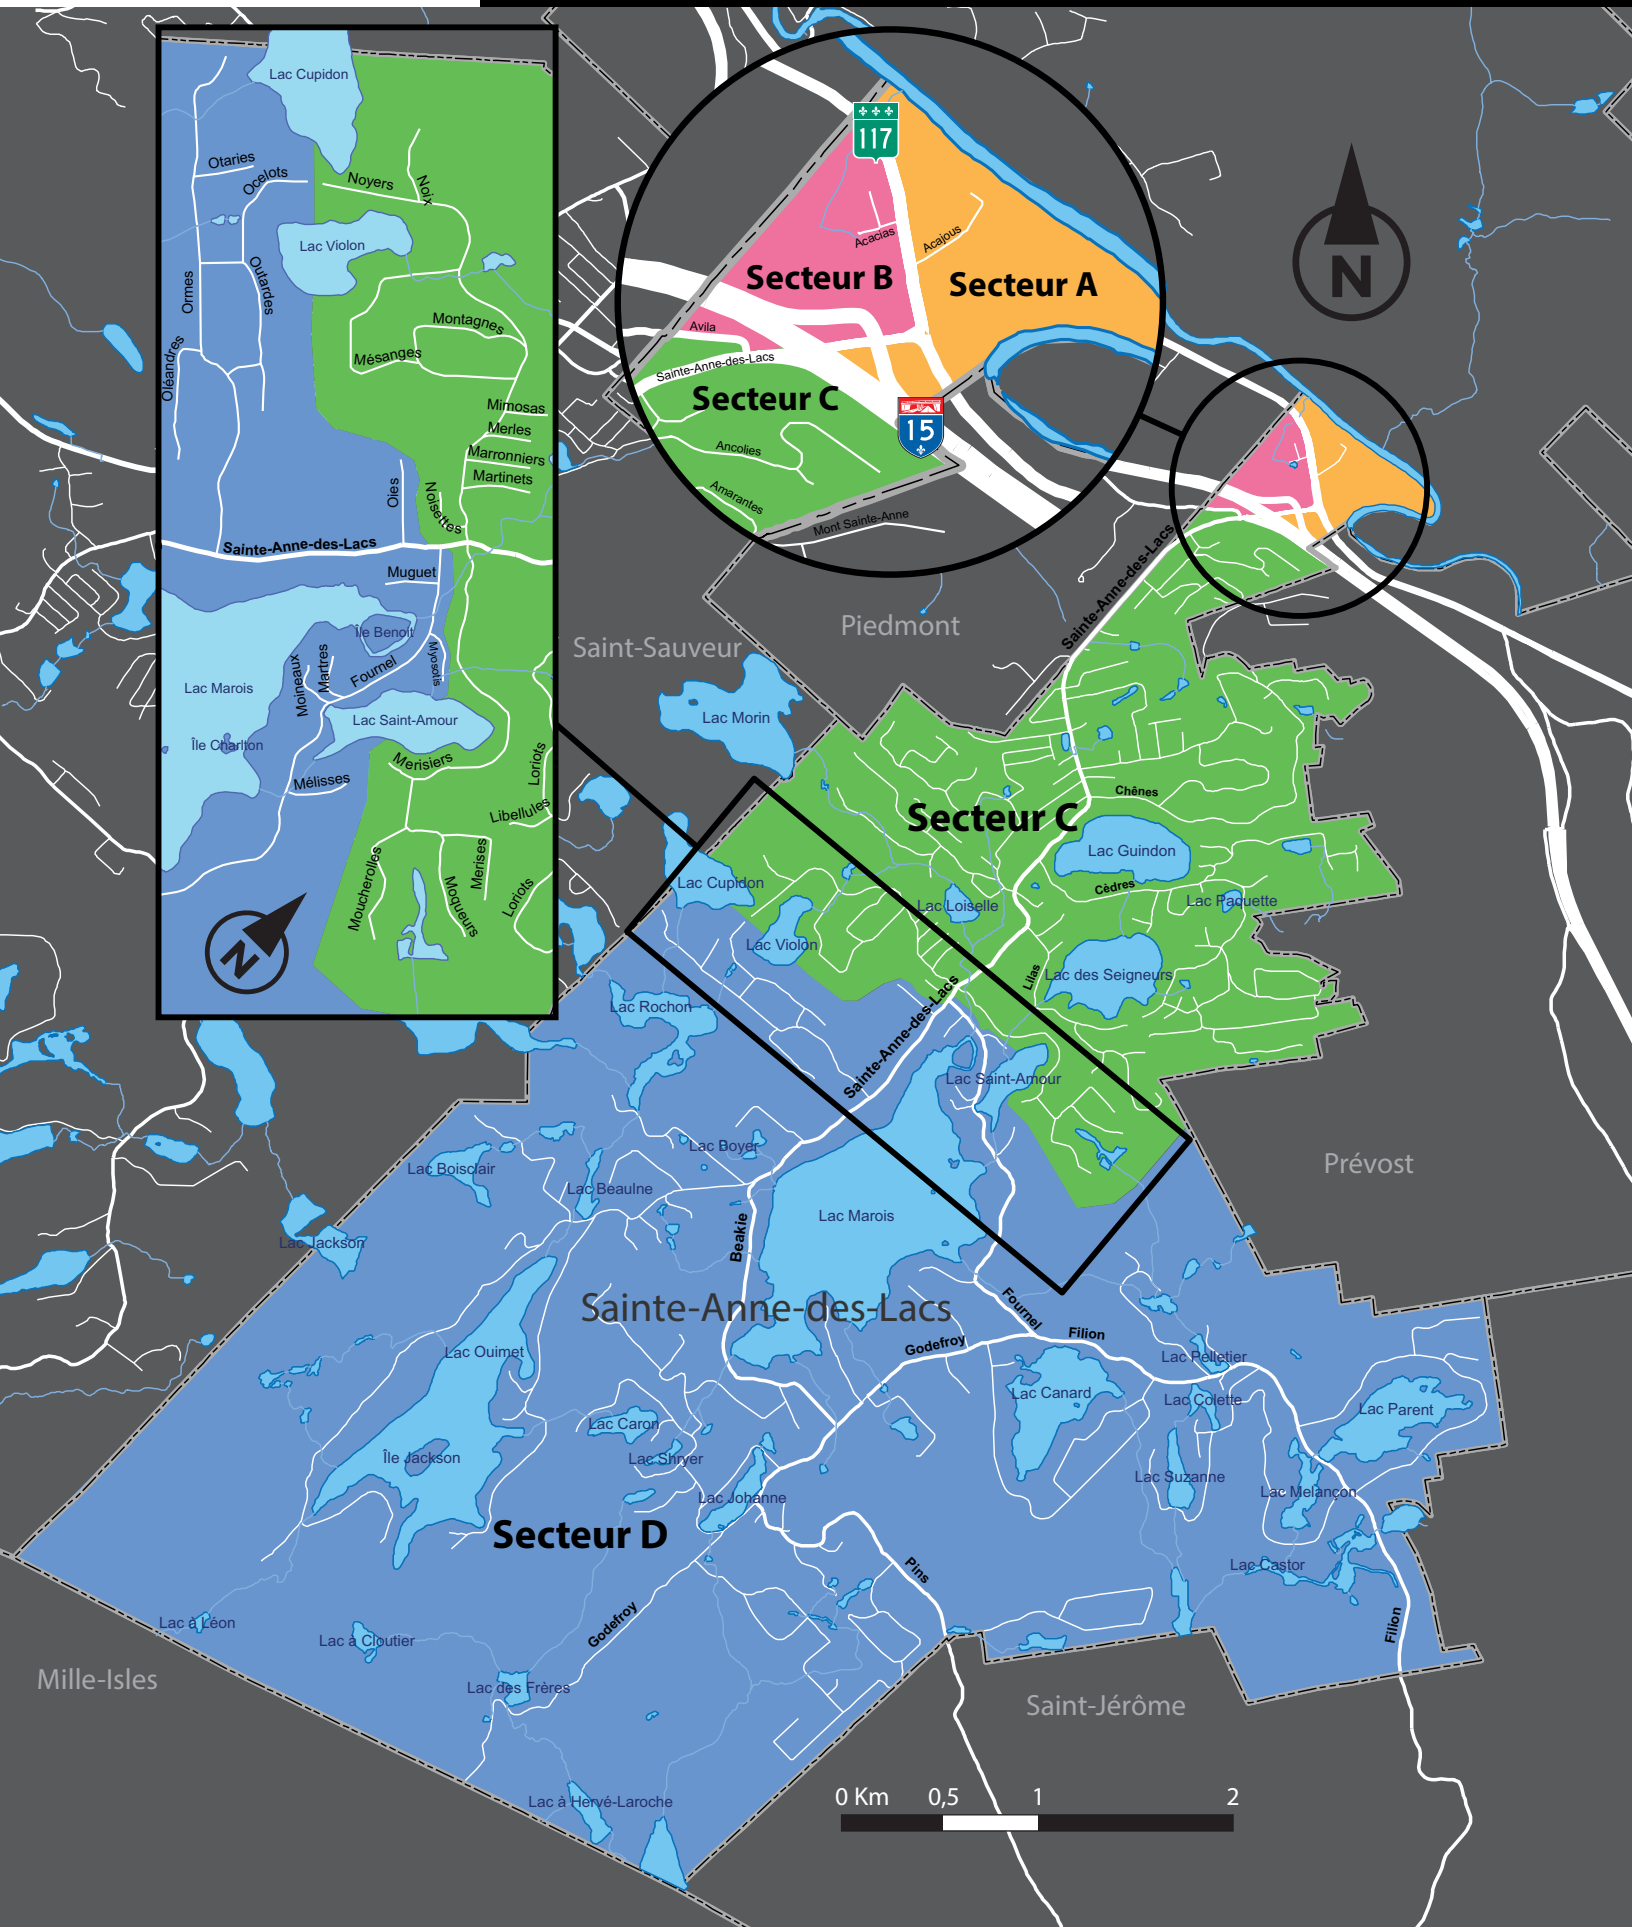 Lac Cupidon
Otaries
Ocelots
Noyers
Noix
Lac Violon
Ormes
Outardes
Montagnes
Mésanges
Oléandres
Mimosas
Merles
Marronniers
Martinets
Oies
Noisettes
Sainte-Anne-des-Lacs
Muguet
Île Benoit
Myosotis
Martres
Moineaux
Fournel
Lac Marois
Lac Saint-Amour
Île Charlton
Merisiers
Loriots
Mélisses
Libellules
Moucherolles
Merises
Moqueurs
Loriots
N
117
Acacias
Acajous
Secteur B
Secteur A
Avila
Sainte-Anne-des-Lacs
Secteur C
15
Ancolies
Amarantes
Mont Sainte-Anne
N
Sainte-Anne-des-Lacs
Piedmont
Saint-Sauveur
Lac Morin
Chênes
Secteur C
Lac Guindon
Lac Cupidon
Cèdres
Lac Paquette
Lac Loiselle
Lac Violon
Lilas
Lac des Seigneurs
Lac Rochon
Sainte-Anne-des-Lacs
Lac Saint-Amour
Lac Boyer
Lac Boisclair
Prévost
Lac Beaulne
Lac Marois
Beakie
Lac Jackson
Sainte-Anne-des-Lacs
Fournel
Filion
Godefroy
Lac Ouimet
Lac Pelletier
Lac Canard
Lac Colette
Lac Parent
Lac Caron
Île Jackson
Lac Shryer
Lac Suzanne
Lac Johanne
Lac Melançon
Secteur D
Pins
Lac Castor
Lac à Léon
Godefroy
Filion
Lac à Cloutier
Mille-Isles
Lac des Frères
Saint-Jérôme
0 Km 0,5 1 2
Lac à Hervé-Laroche